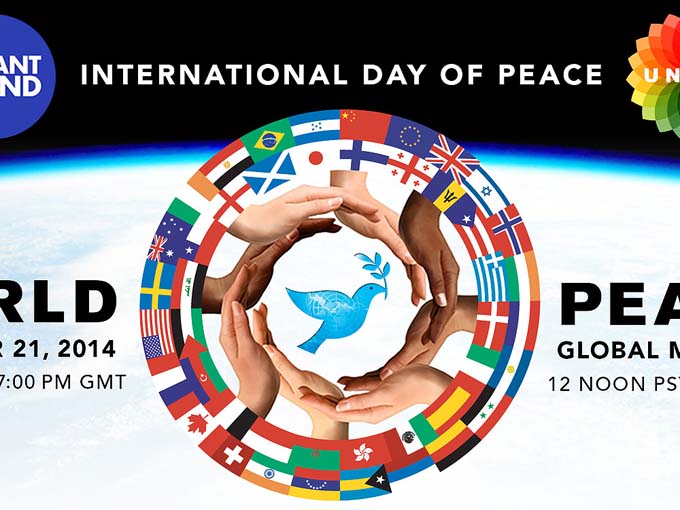 ANT
ND
INTERNATIONAL DAY OF PEACE
UN
RLD
PEA
R 21, 2014
GLOBAL M
7:00 PM GMT
12 NOON PST